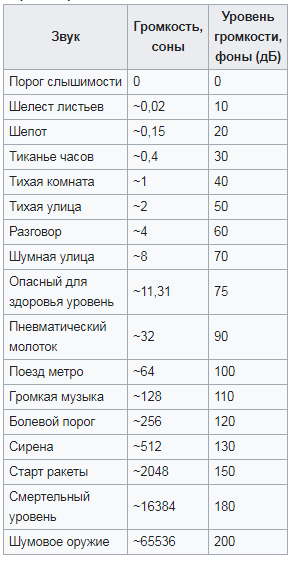 Звук
Громкость,
соны
Уровень
громкости,
фоны (дБ)
Порог слышимости 0 0
Шелест листьев ~0,02 10
Шепот ~0,15 20
Тиканье часов ~0,4 30
Тихая комната ~1 40
Тихая улица ~2 50
Разговор ~4 60
Шумная улица ~8 70
Опасный для
здоровья уровень ~11,31 75
Пневматический
молоток ~32 90
Поезд метро ~64 100
Громкая музыка ~128 110
Болевой порог ~256 120
Сирена ~512 130
Старт ракеты ~2048 150
Смертельный
уровень ~16384 180
Шумовое оружие ~65536 200